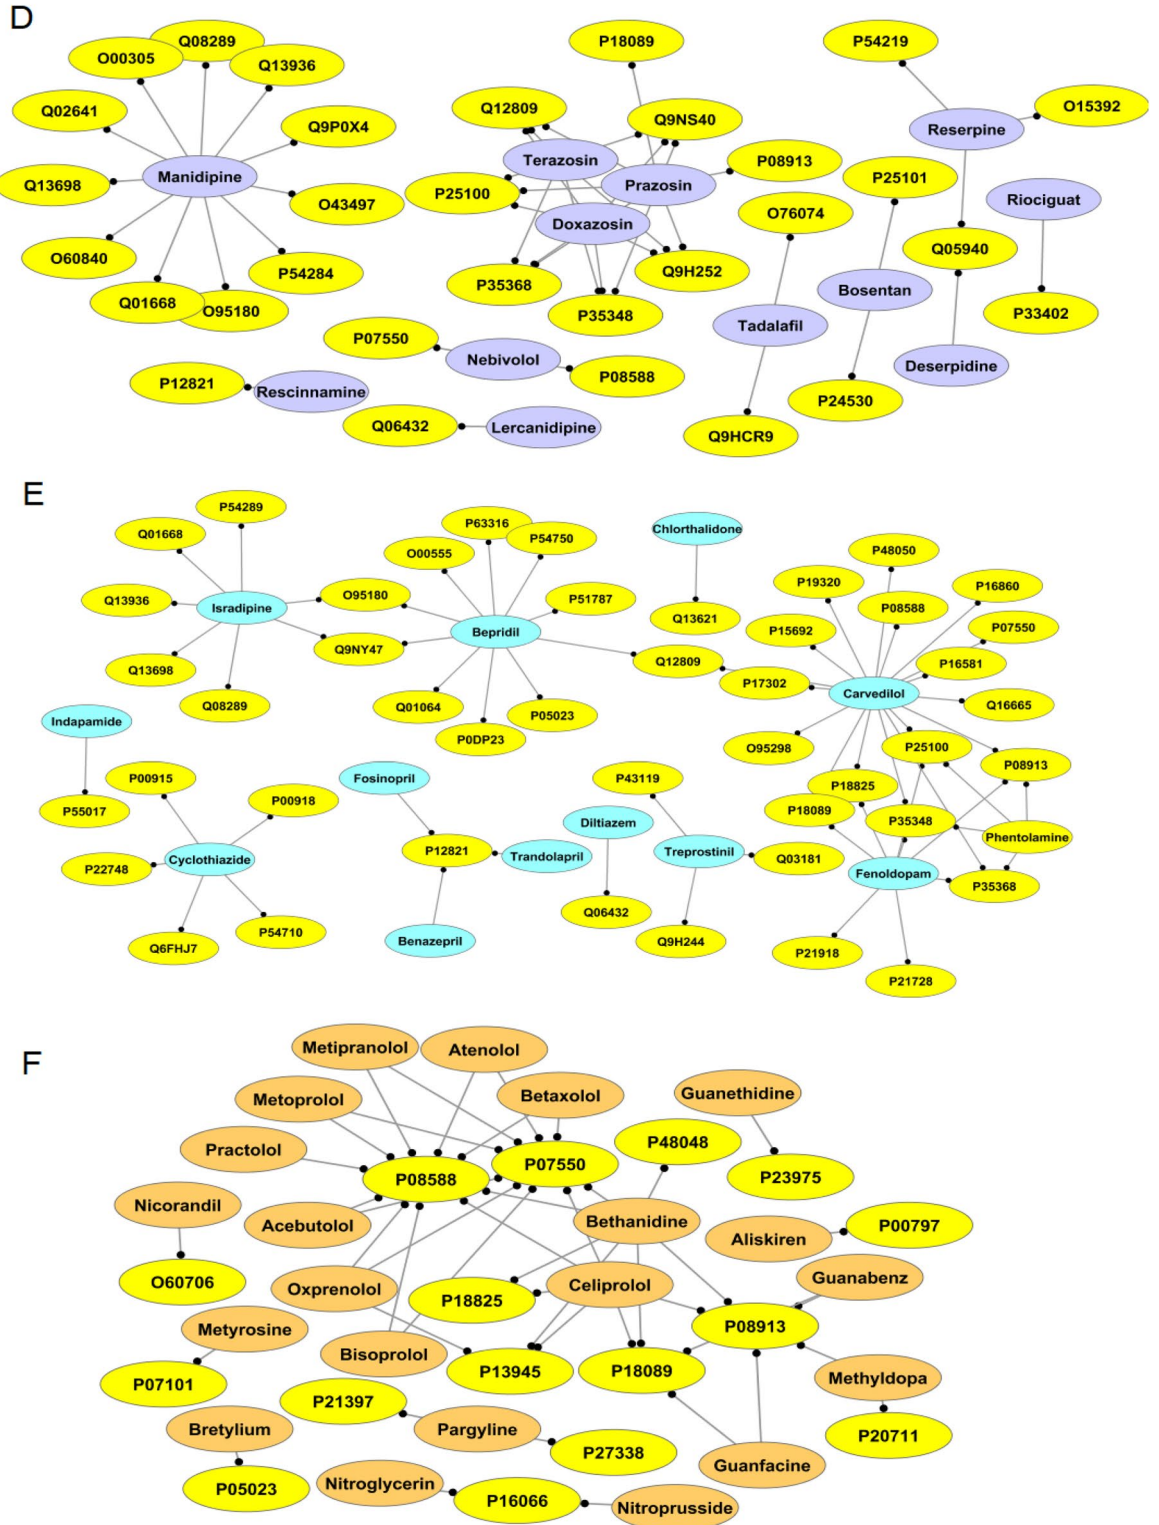 D
Q08289
O00305
Q13936
Q02641
Q9P0X4
Manidipine
Q13698
O43497
O60840
P54284
Q01668
O95180
P18089
Q12809
Q9NS40
Terazosin
P08913
Prazosin
P25100
Doxazosin
Q9H252
P35368
P35348
P54219
O15392
Reserpine
P25101
Riociguat
O76074
Q05940
Bosentan
P33402
Tadalafil
Deserpidine
P24530
Q9HCR9
P07550
Nebivolol
P08588
P12821
Rescinnamine
Q06432
Lercanidipine
E
P54289
Q01668
Q13936
Isradipine
O95180
Q13698
Q9NY47
Q08289
P63316
P54750
O00555
P51787
Bepridil
Q12809
Q01064
P05023
P0DP23
Chlorthalidone
Q13621
P48050
P19320
P16860
P08588
P15692
P07550
P16581
P17302
Carvedilol
Q16665
O95298
P25100
P08913
P18825
P18089
P35348
Phentolamine
Fenoldopam
P35368
P21918
P21728
Indapamide
P55017
P00915
P00918
Cyclothiazide
P22748
Q6FHJ7
P54710
Fosinopril
P12821
Trandolapril
Benazepril
P43119
Diltiazem
Treprostinil
Q03181
Q06432
Q9H244
F
Metipranolol
Atenolol
Metoprolol
Betaxolol
Guanethidine
Practolol
P48048
P07550
P08588
P23975
Nicorandil
Acebutolol
Bethanidine
Aliskiren
P00797
O60706
Oxprenolol
Celiprolol
Guanabenz
P18825
Metyrosine
P08913
Bisoprolol
P13945
P18089
Methyldopa
P07101
P21397
Bretylium
Pargyline
P20711
P27338
Guanfacine
P05023
Nitroglycerin
P16066
Nitroprusside